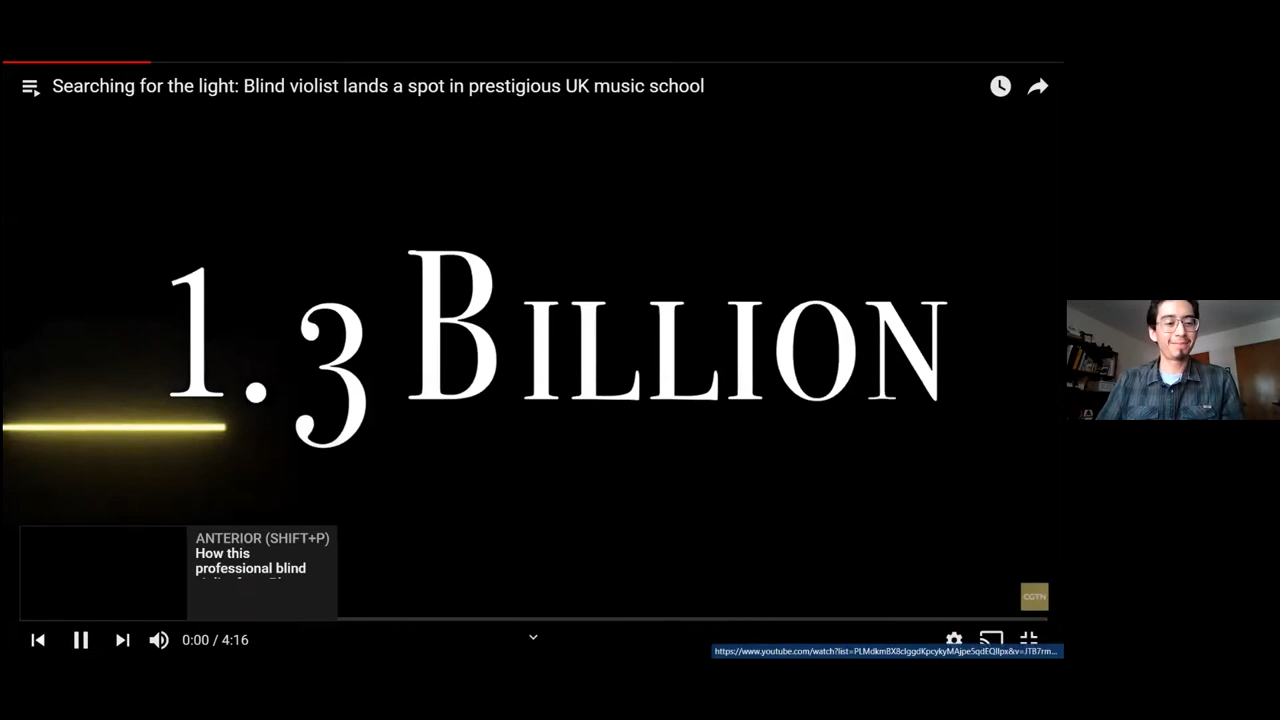 Searching for the light: Blind violist lands a spot in prestigious UK music school
1.3 BILLION
ANTERIOR (SHIFT+P)
How this
professional blind
CGTN
0:00 / 4:16